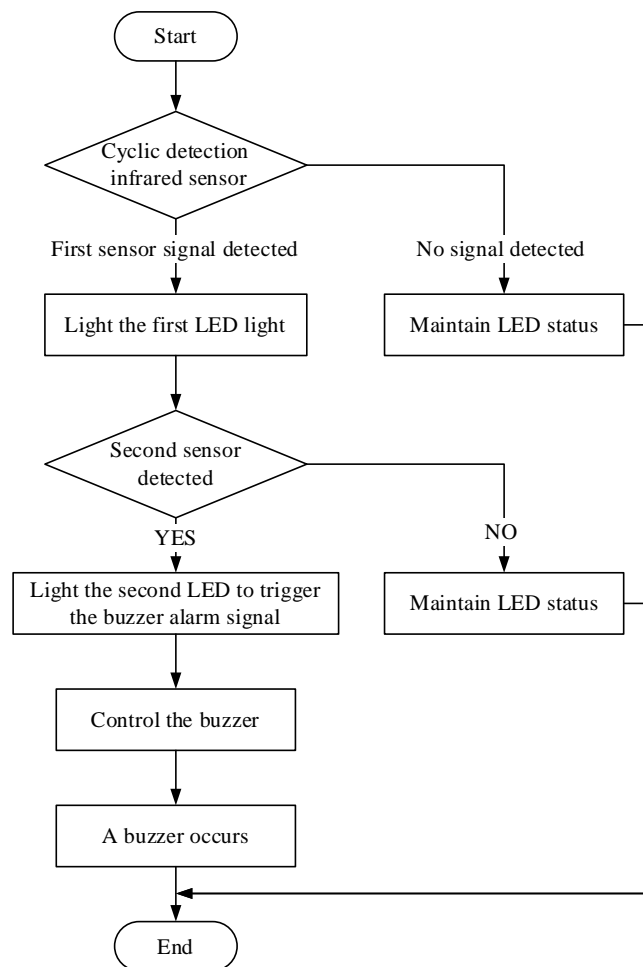 Start
Cyclic detection
infrared sensor
First sensor signal detected
No signal detected
Light the first LED light
Maintain LED status
Second sensor
detected
YES
NO
Light the second LED to trigger
the buzzer alarm signal
Maintain LED status
Control the buzzer
A buzzer occurs
End